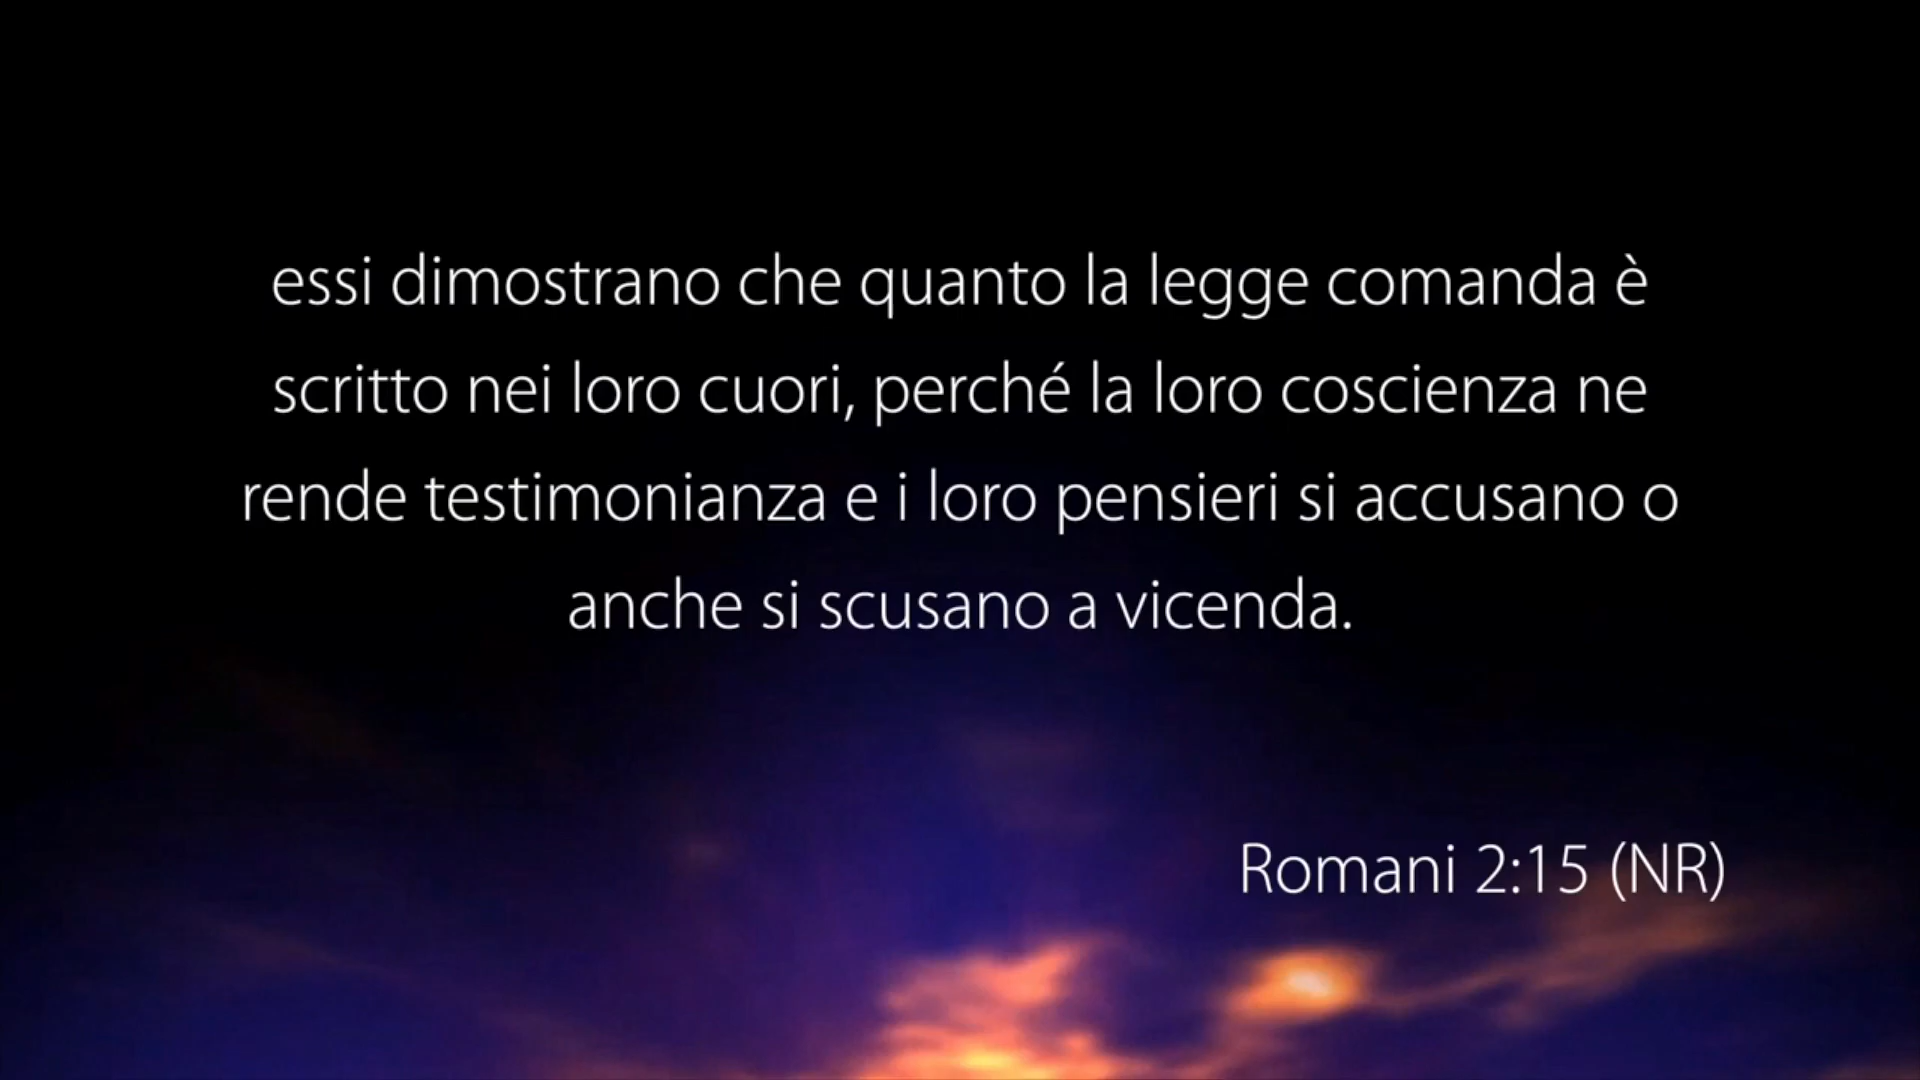 essi dimostrano che quanto la legge comanda è
scritto nei loro cuori, perché la loro coscienza ne
rende testimonianza e i loro pensieri si accusano o
anche si scusano a vicenda.
Romani 2:15 (NR)